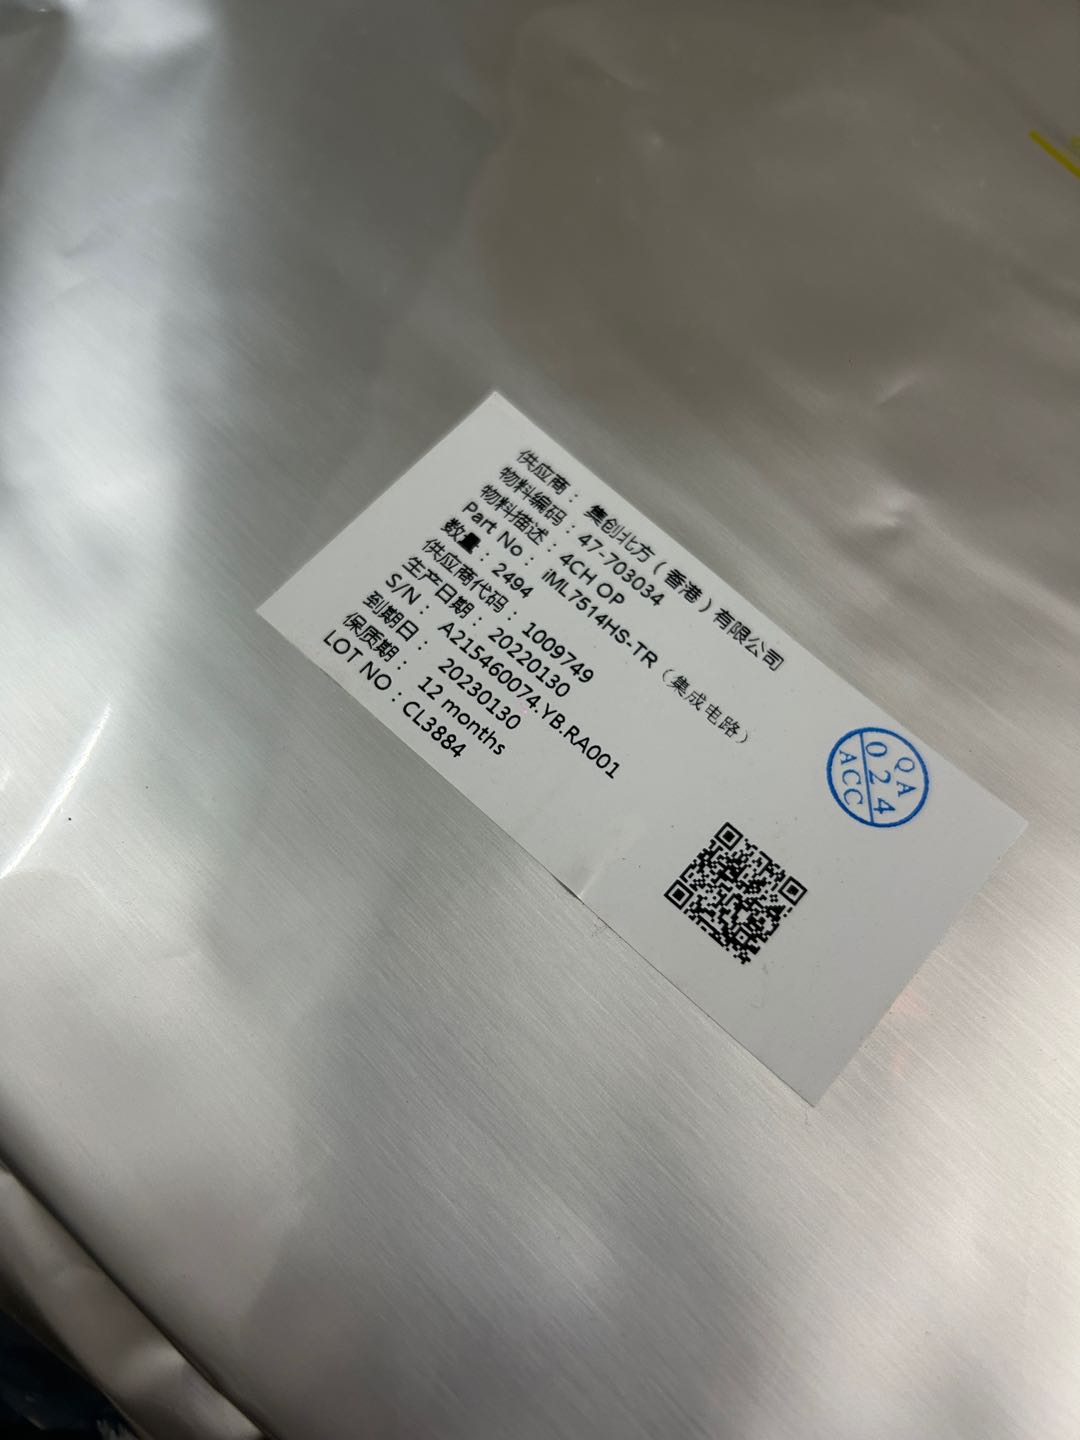 供应商：集创北方（香港）有限公司
物料编码：47-703034
物料描述：4CH OP
Part No：iML7514HS-TR（集成电路）
数量：2494
供应商代码：1009749
生产日期：20220130
S/N：A215460074.YB.RA001
到期日：20230130
保质期：12 months
LOT NO：CL3884
QA
024
ACC